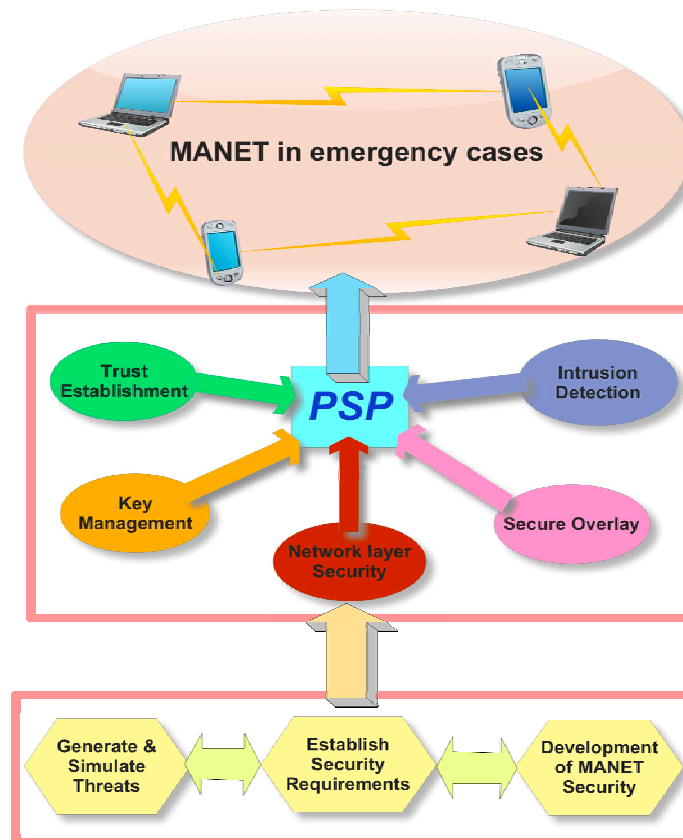 MANET in emergency cases
Trust
Establishment
Intrusion
Detection
PSP
Key
Management
Secure Overlay
Network layer
Security
Generate &
Simulate
Threats
Establish
Security
Requirements
Development
of MANET
Security